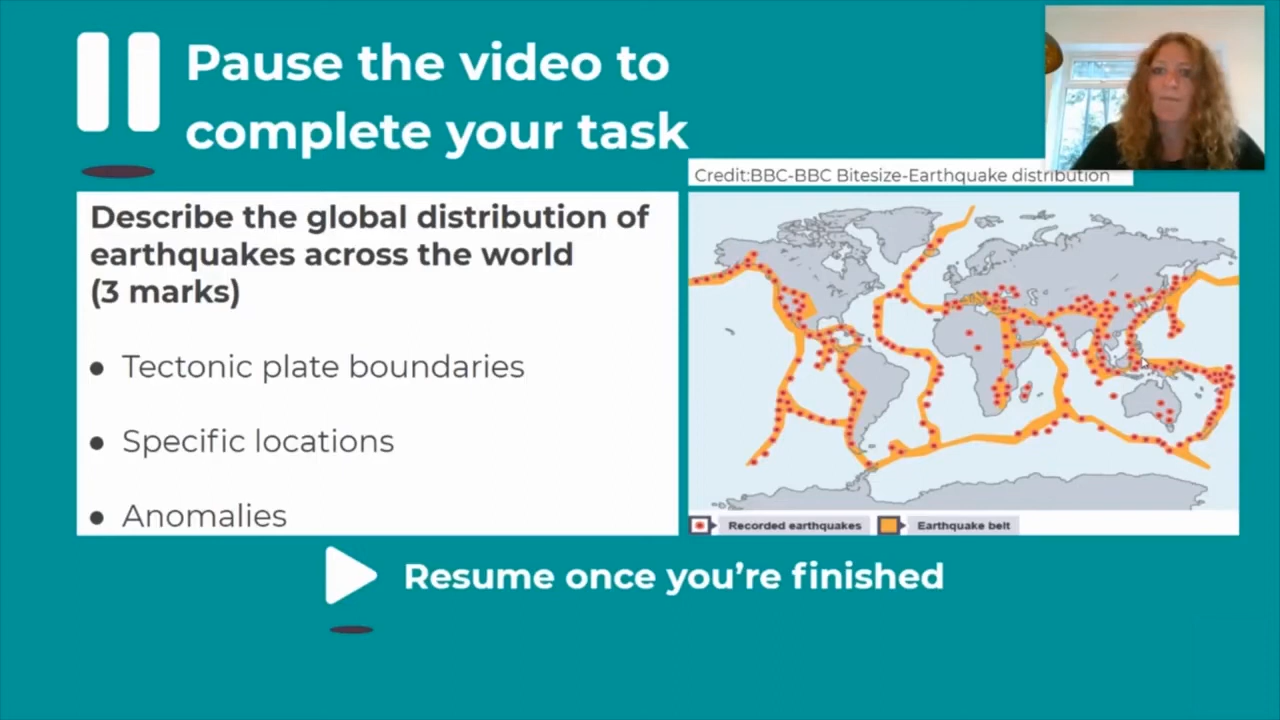 Pause the video to
complete your task
Credit:BBC-BBC Bitesize-Earthquake distribution
Describe the global distribution of
earthquakes across the world
(3 marks)
● Tectonic plate boundaries
● Specific locations
● Anomalies
Recorded earthquakes
Earthquake belt
Resume once you’re finished